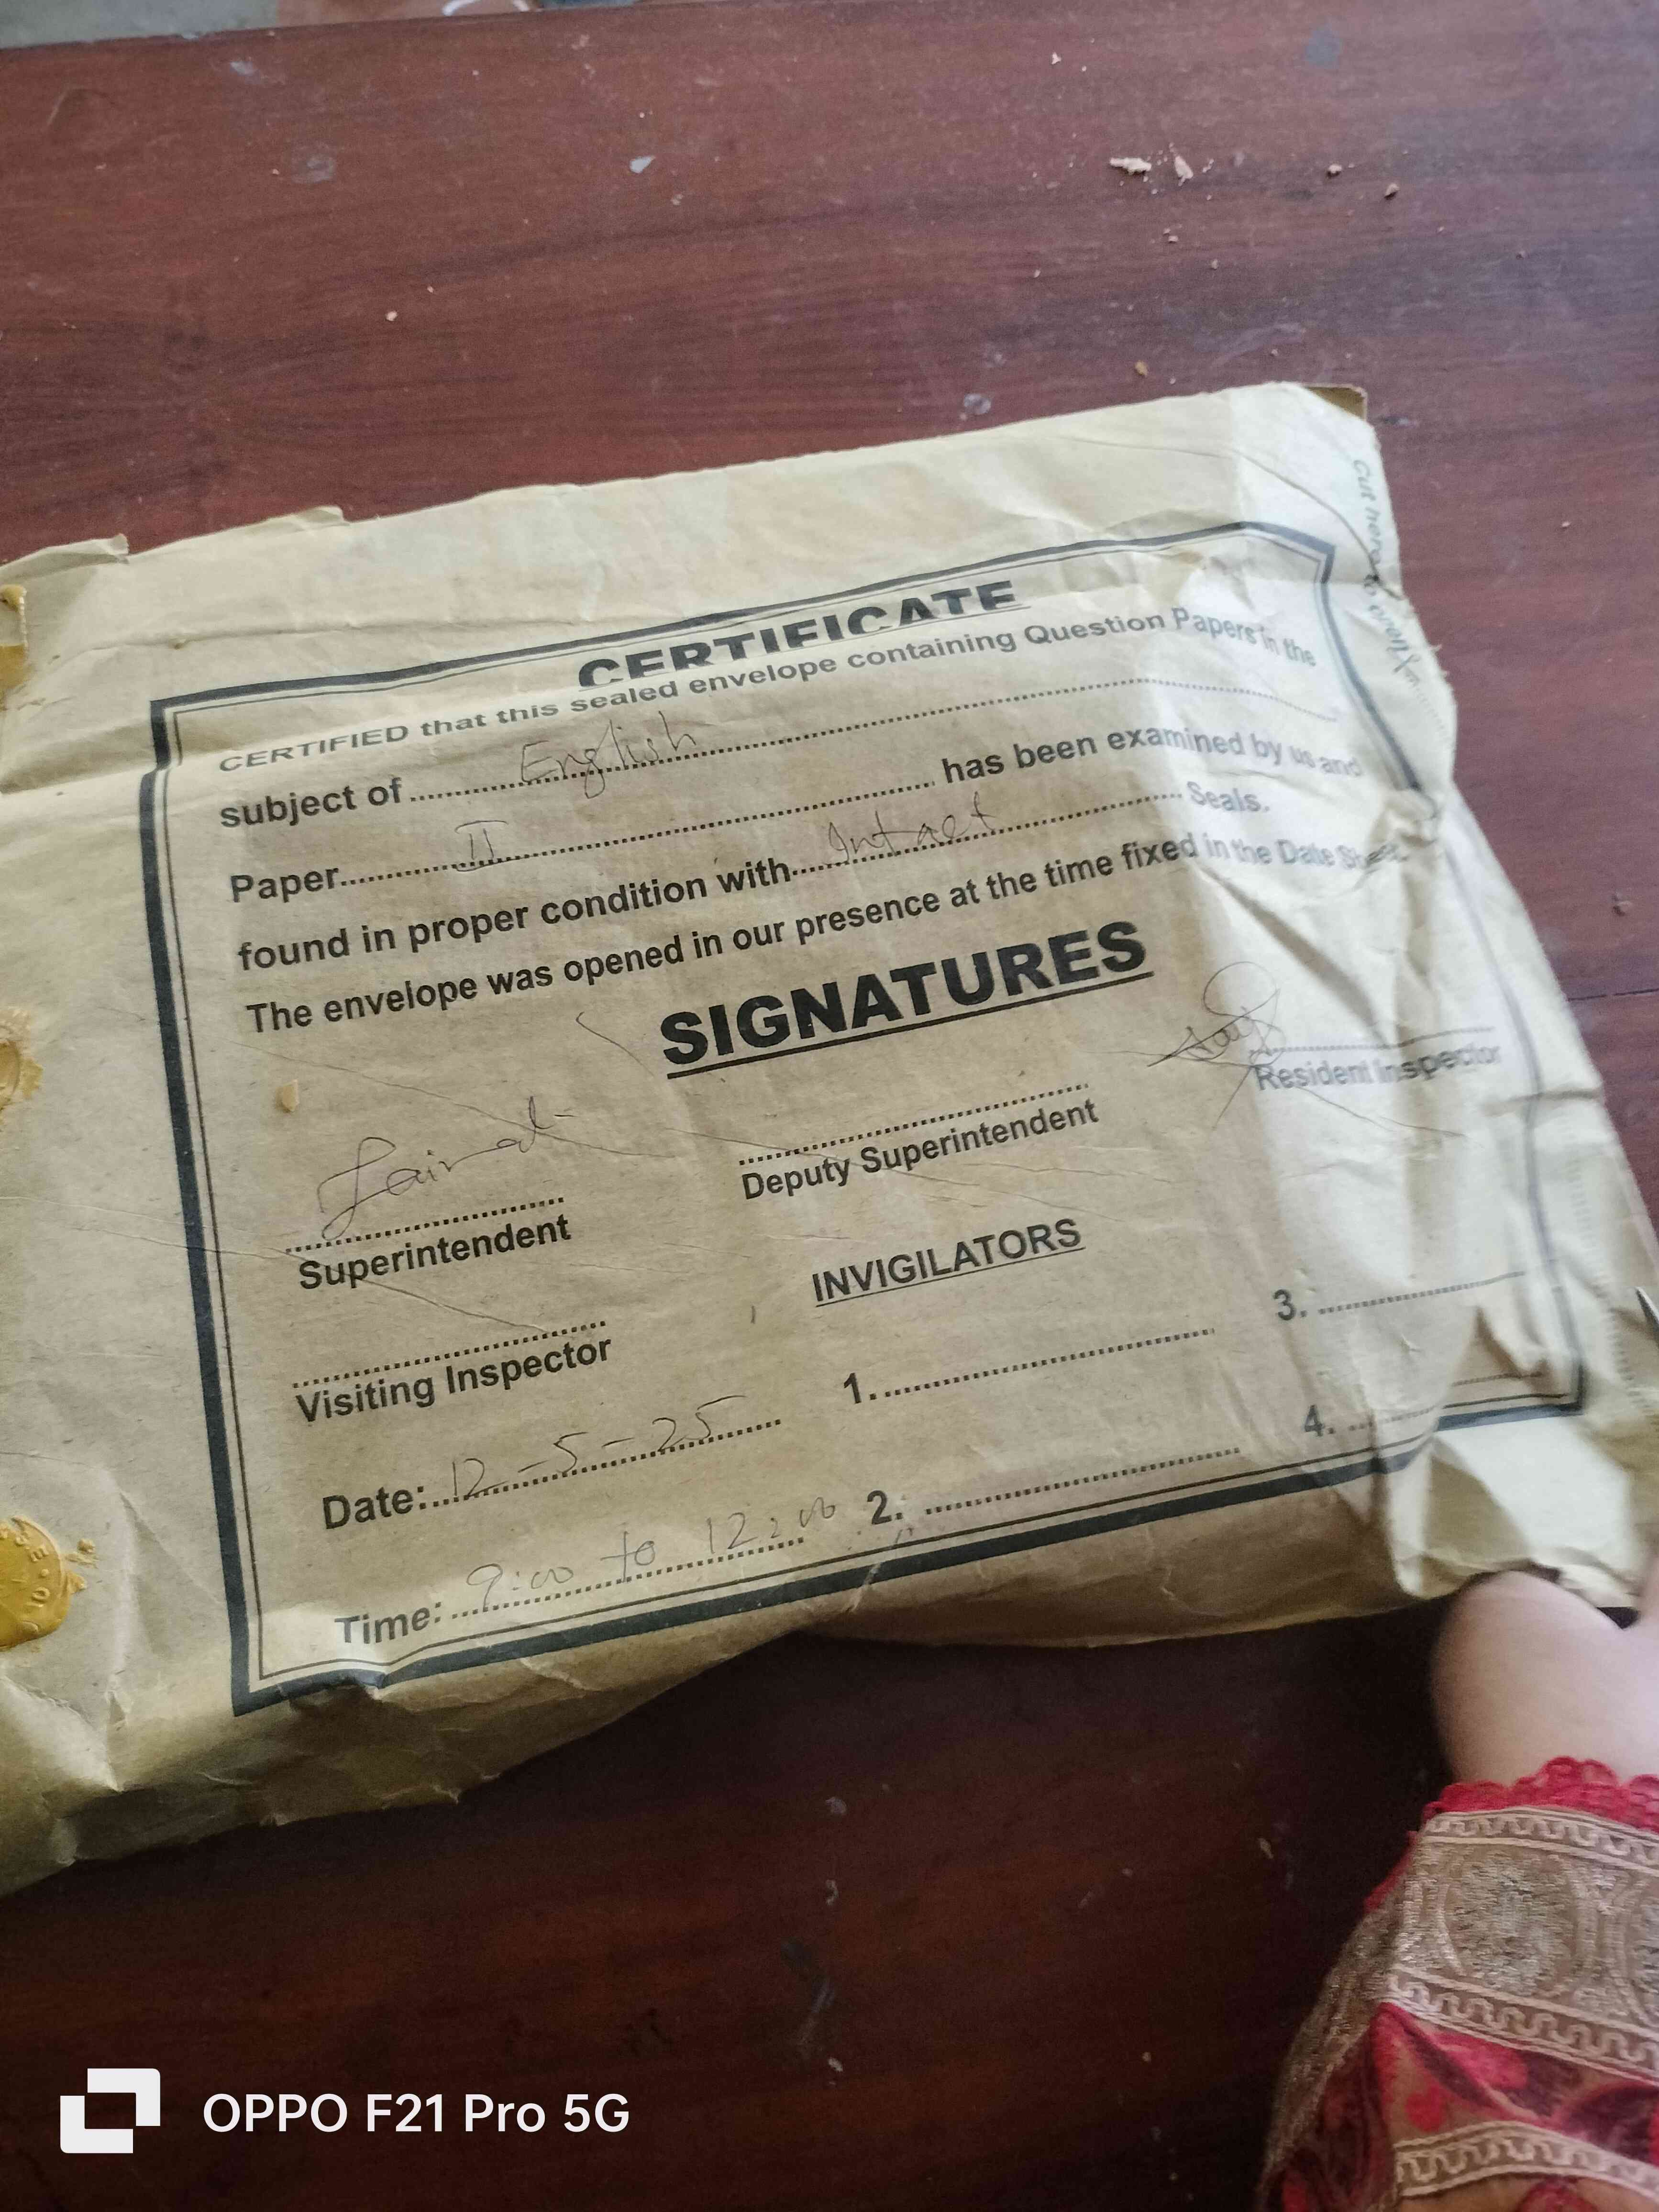 Cut here to open
CERTIFICATE
CERTIFIED that this sealed envelope containing Question Papers in the
subject of English
Paper II has been examined by us and
found in proper condition with Intact Seals.
The envelope was opened in our presence at the time fixed in the Date Sheet.
SIGNATURES
Resident Inspector
Deputy Superintendent
Superintendent
INVIGILATORS
Visiting Inspector
1.
3.
Date: 12-5-25
2.
4.
Time: 9:00 to 12:00
OPPO F21 Pro 5G